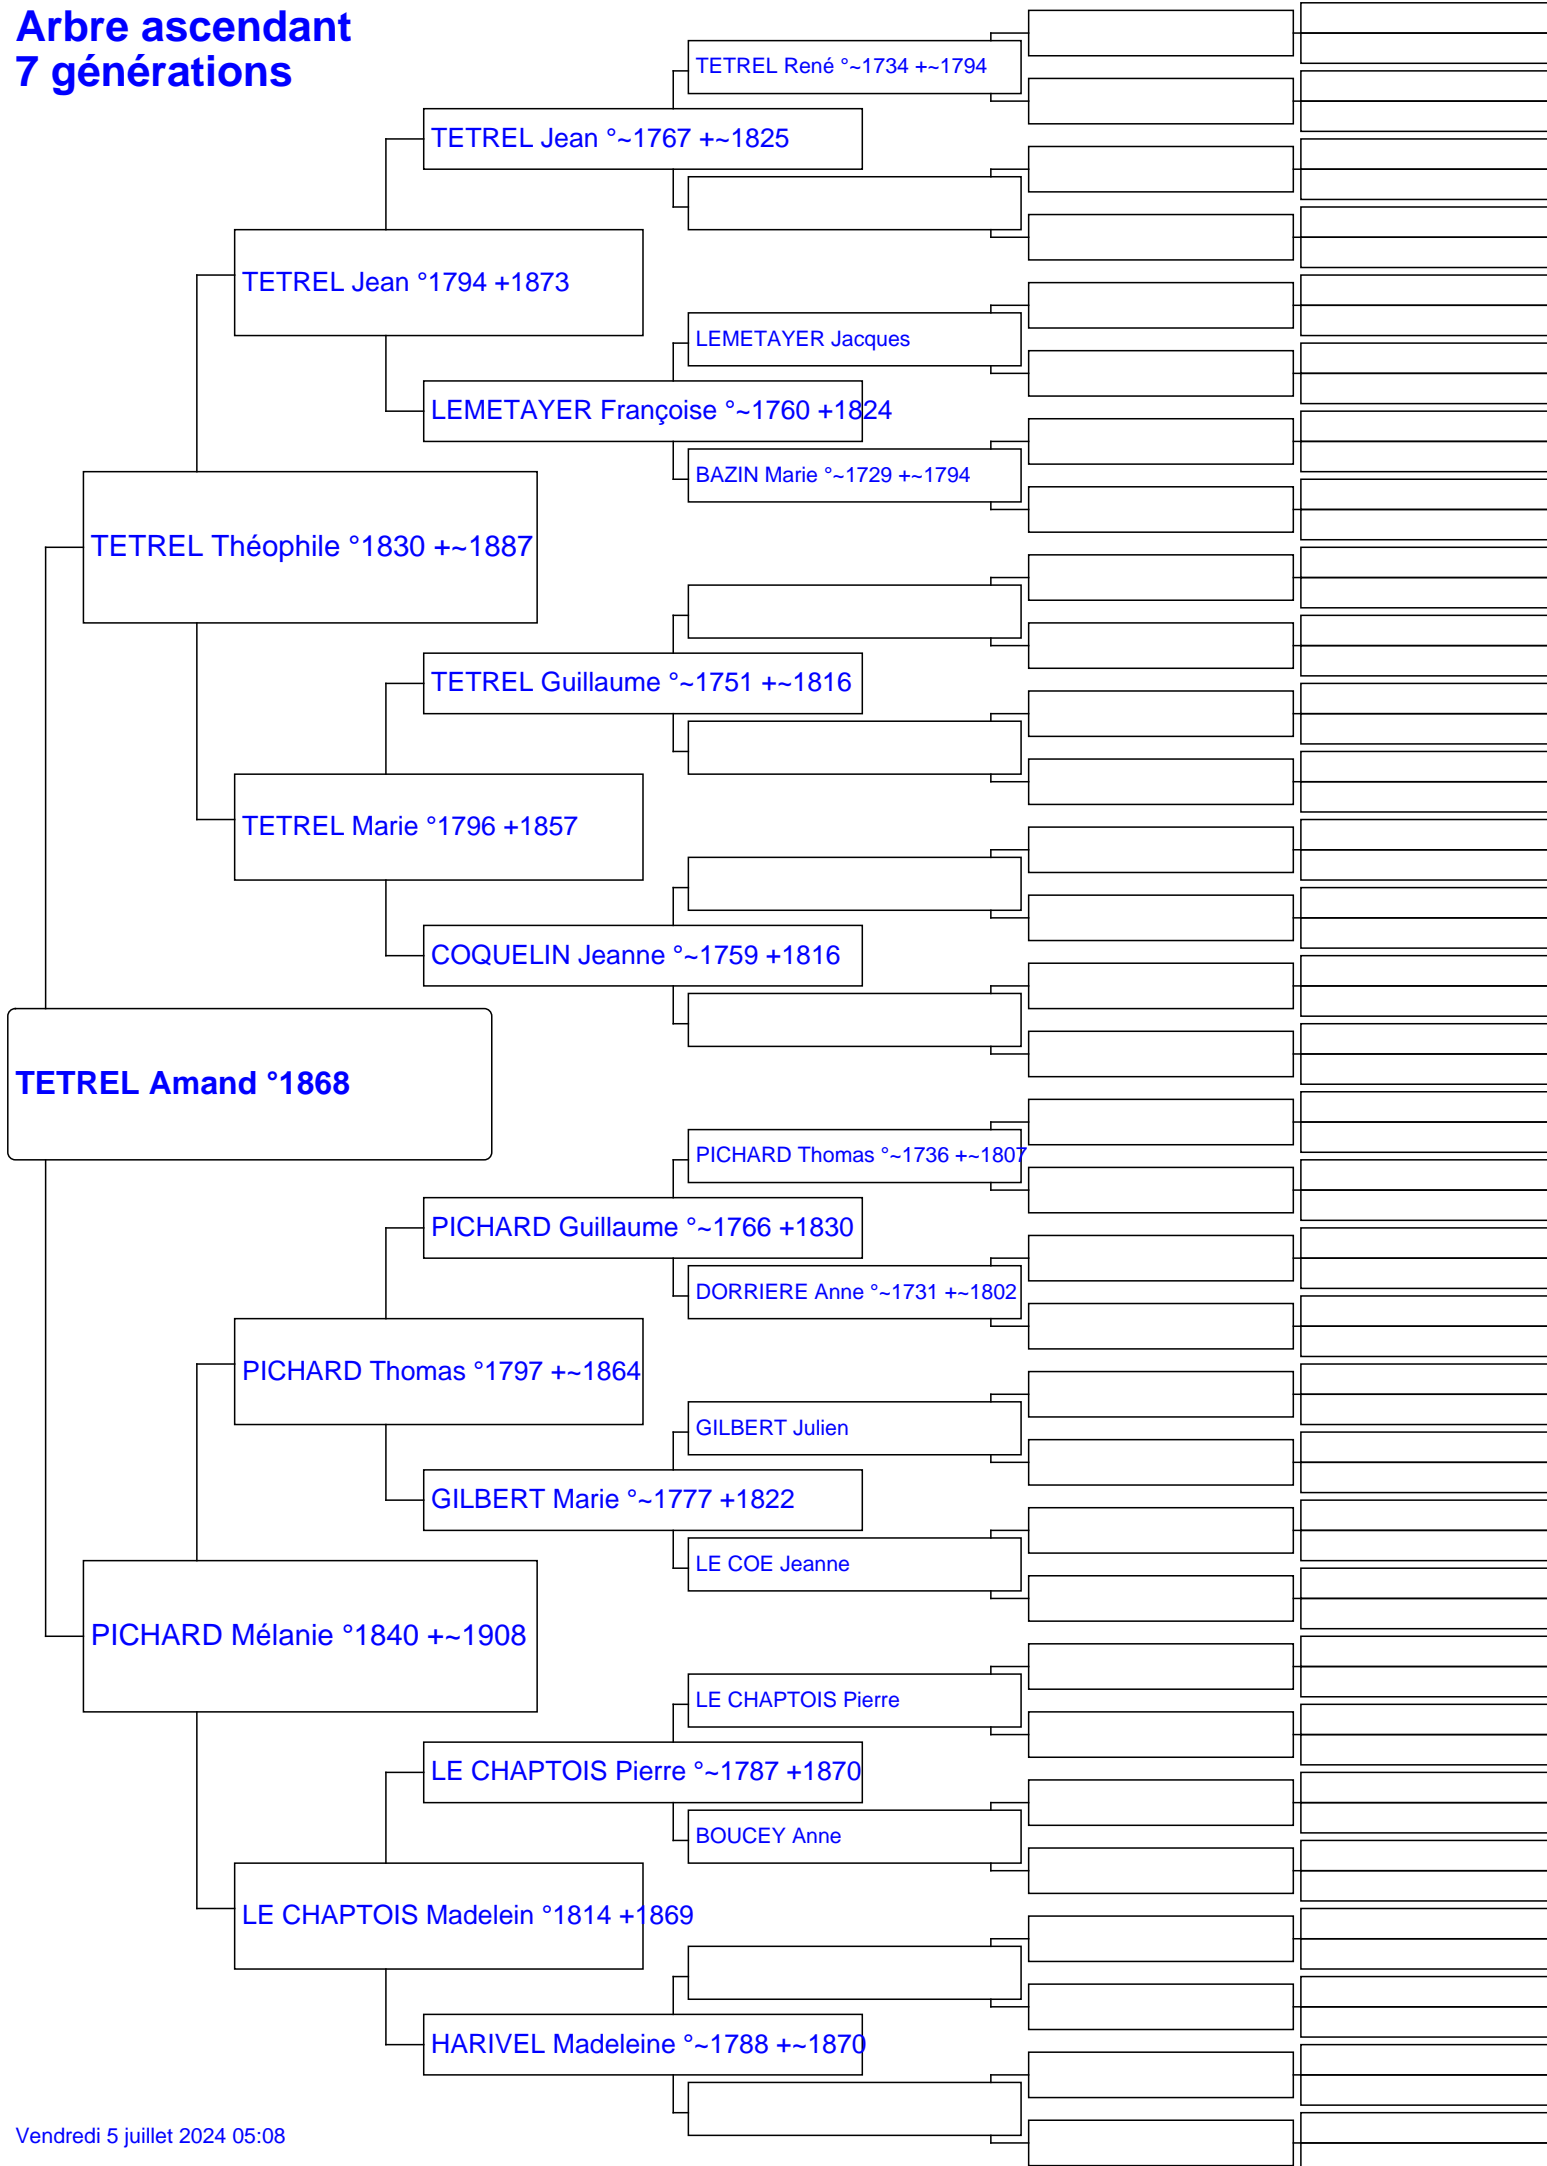 Arbre ascendant
7 générations
TETREL René °~1734 +~1794
TETREL Jean °~1767 +~1825
TETREL Jean °1794 +1873
LEMETAYER Jacques
LEMETAYER Françoise °~1760 +1824
BAZIN Marie °~1729 +~1794
TETREL Théophile °1830 +~1887
TETREL Guillaume °~1751 +~1816
TETREL Marie °1796 +1857
COQUELIN Jeanne °~1759 +1816
TETREL Amand °1868
PICHARD Thomas °~1736 +~1807
PICHARD Guillaume °~1766 +1830
DORRIERE Anne °~1731 +~1802
PICHARD Thomas °1797 +~1864
GILBERT Julien
GILBERT Marie °~1777 +1822
LE COE Jeanne
PICHARD Mélanie °1840 +~1908
LE CHAPTOIS Pierre
LE CHAPTOIS Pierre °~1787 +1870
BOUCEY Anne
LE CHAPTOIS Madelein °1814 +1869
HARIVEL Madeleine °~1788 +~1870
Vendredi 5 juillet 2024 05:08